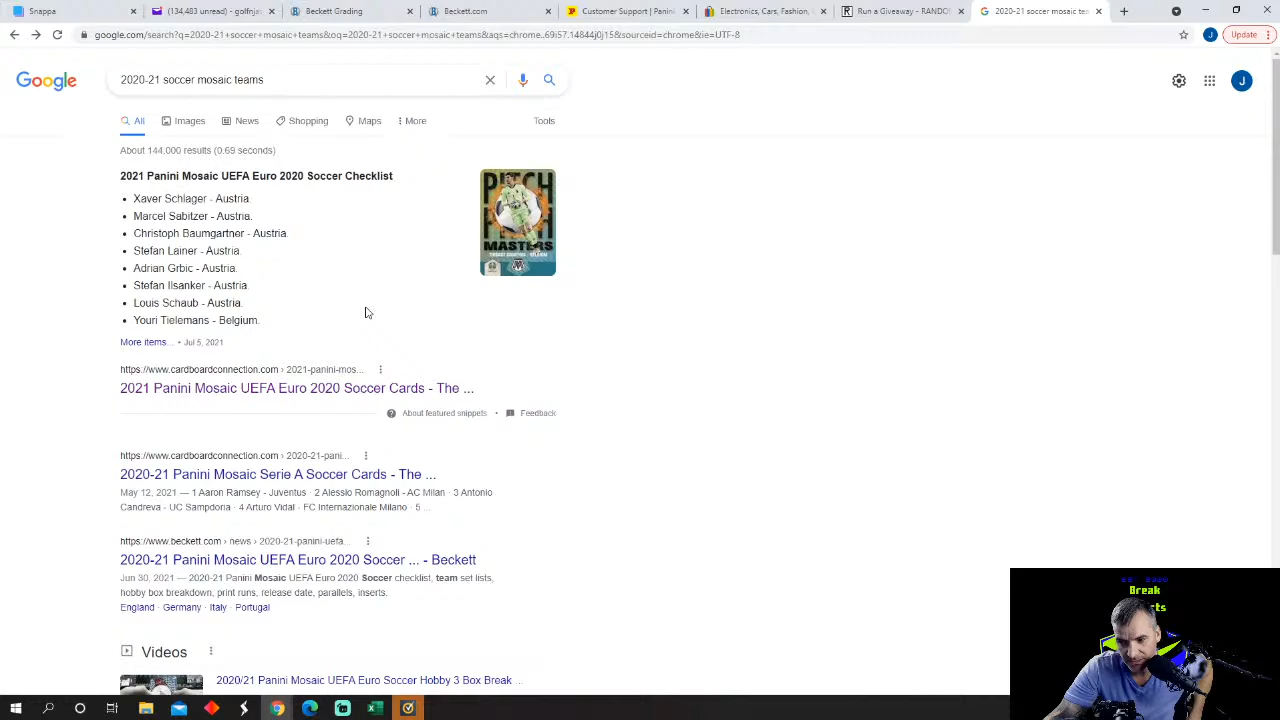 Snappa
(134,483 unread) - golfnja
Beckett Grading
Beckett.com
Customer Support | Panini
Electronics, Cars, Fashion,
Run a Giveaway - RANDO
2020-21 soccer mosaic tea
google.com/search?q=2020-21+soccer+mosaic+teams&oq=2020-21+soccer+mosaic+teams&aqs=chrome..69i57.14844j0j15&sourceid=chrome&ie=UTF-8
J
Update
Google
2020-21 soccer mosaic teams
J
All
Images
News
Shopping
Maps
More
Tools
About 144,000 results (0.69 seconds)
2021 Panini Mosaic UEFA Euro 2020 Soccer Checklist
PITCH
MASTERS
Xaver Schlager - Austria.
Marcel Sabitzer - Austria.
Christoph Baumgartner - Austria.
Stefan Lainer - Austria.
Adrian Grbic - Austria.
Stefan Ilsanker - Austria.
Louis Schaub - Austria.
Youri Tielemans - Belgium.
More items... • Jul 5, 2021
https://www.cardboardconnection.com › 2021-panini-mos...
2021 Panini Mosaic UEFA Euro 2020 Soccer Cards - The ...
About featured snippets • Feedback
https://www.cardboardconnection.com › 2020-21-pani...
2020-21 Panini Mosaic Serie A Soccer Cards - The ...
May 12, 2021 — 1 Aaron Ramsey - Juventus · 2 Alessio Romagnoli - AC Milan · 3 Antonio
Candreva - UC Sampdoria · 4 Arturo Vidal - FC Internazionale Milano · 5 ...
https://www.beckett.com › news › 2020-21-panini-uefa...
2020-21 Panini Mosaic UEFA Euro 2020 Soccer ... - Beckett
Jun 30, 2021 — 2020-21 Panini Mosaic UEFA Euro 2020 Soccer checklist, team set lists,
hobby box breakdown, print runs, release date, parallels, inserts.
England · Germany · Italy · Portugal
Videos
2020/21 Panini Mosaic UEFA Euro Soccer Hobby 3 Box Break ...
Break